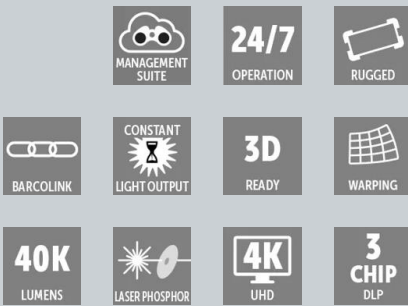 MANAGEMENT
SUITE
24/7
OPERATION
RUGGED
BARCOLINK
CONSTANT
LIGHT OUTPUT
3D
READY
WARPING
40K
LUMENS
LASER PHOSPHOR
4K
UHD
3
CHIP
DLP